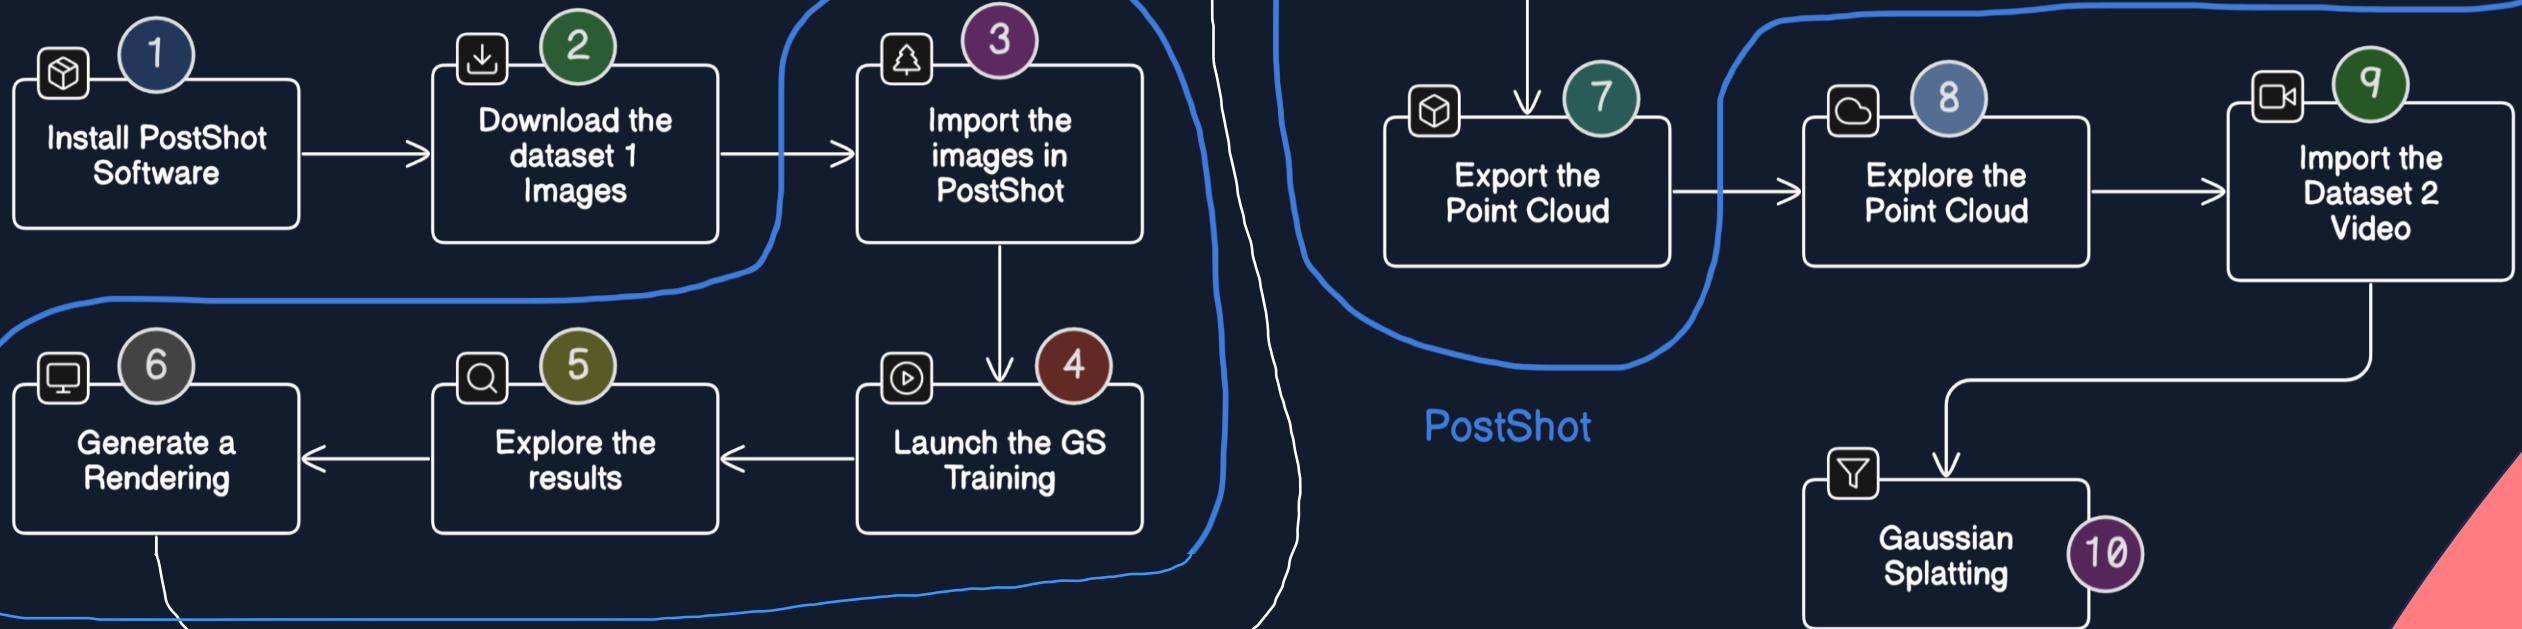 1
Install PostShot
Software
2
Download the
dataset 1
Images
3
Import the
images in
PostShot
4
Launch the GS
Training
5
Explore the
results
6
Generate a
Rendering
7
Export the
Point Cloud
8
Explore the
Point Cloud
9
Import the
Dataset 2
Video
PostShot
10
Gaussian
Splatting